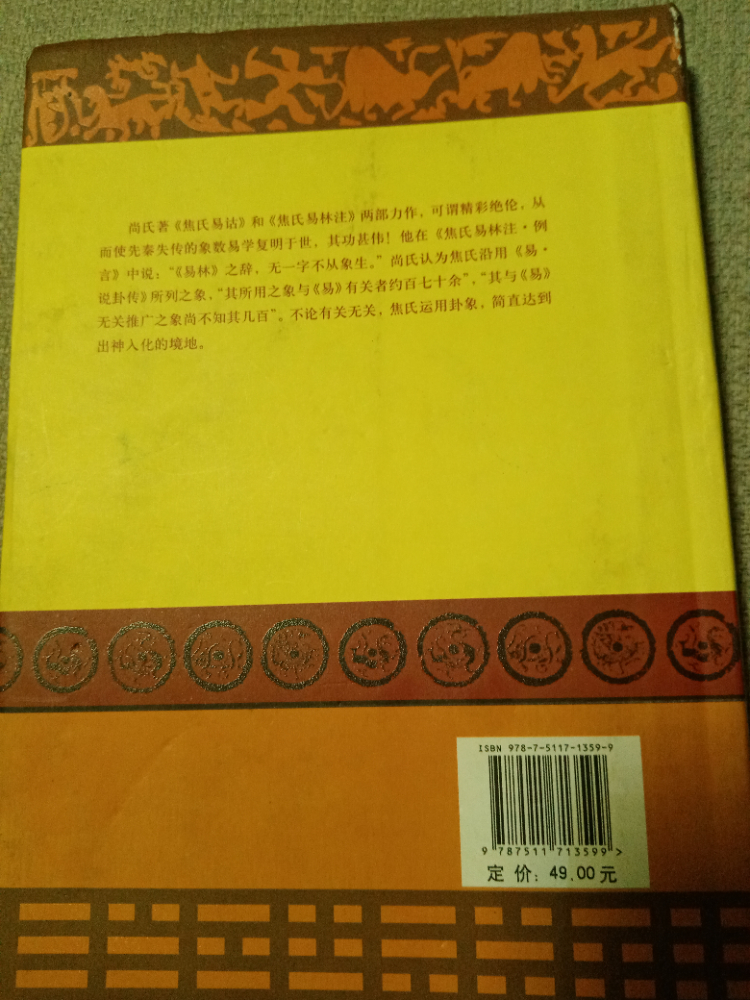 尚氏著《焦氏易诂》和《焦氏易林注》两部力作，可谓精彩绝伦，从
而使先秦失传的象数易学复明于世，其功甚伟！他在《焦氏易林注·例
言》中说：“《易林》之辞，无一字不从象生。”尚氏认为焦氏沿用《易·
说卦传》所列之象，“其所用之象与《易》有关者约百七十余”，“其与《易》
无关推广之象尚不知其几百”。不论有关无关，焦氏运用卦象，简直达到
出神入化的境地。
ISBN 978-7-5117-1359-9
9 787511 713599 >
定 价：49.00元